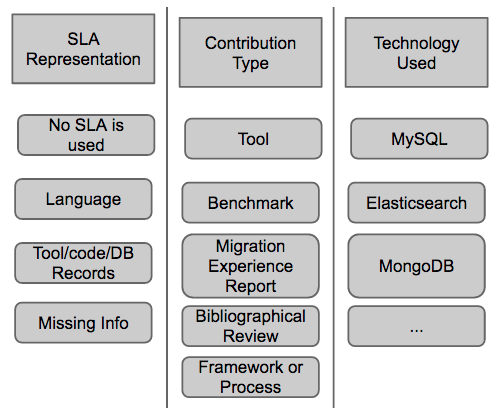 SLA
Representation
No SLA is
used
Language
Tool/code/DB
Records
Missing Info
Contribution
Type
Tool
Benchmark
Migration
Experience
Report
Bibliographical
Review
Framework or
Process
Technology
Used
MySQL
Elasticsearch
MongoDB
...